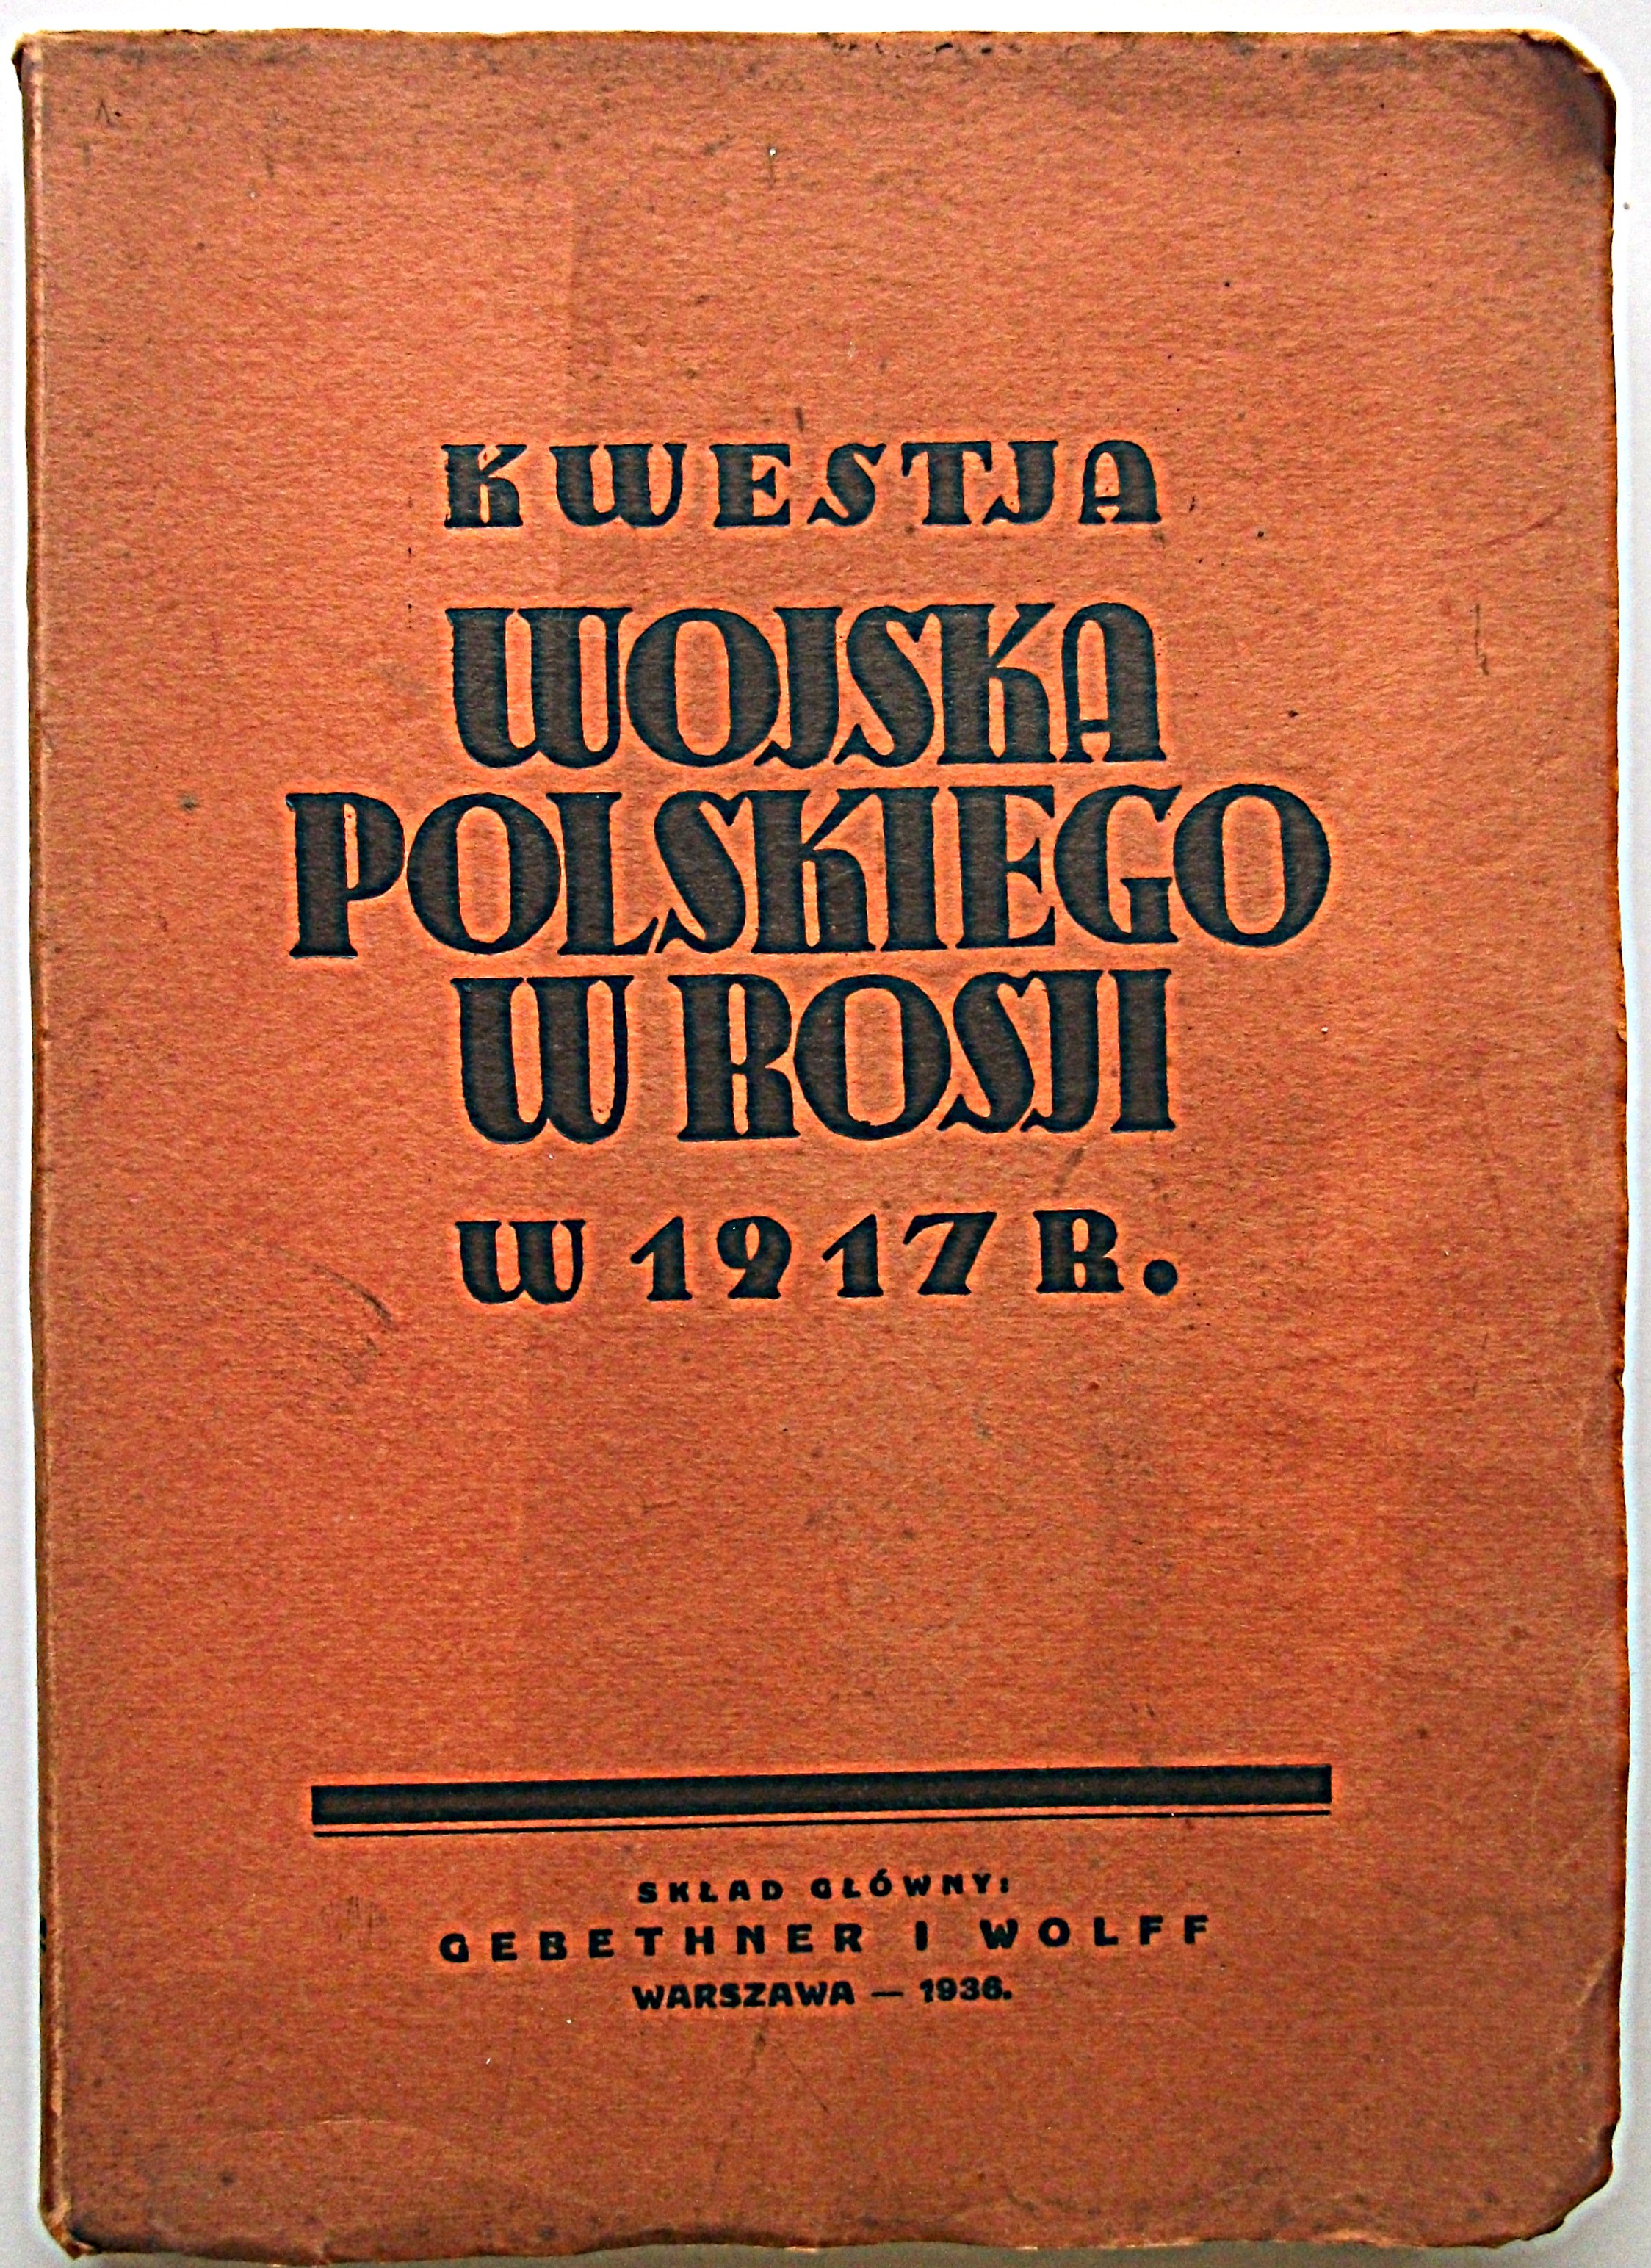 KWESTJA
WOJSKA
POLSKIEGO
W ROSJI
W 1917 R.
SKŁAD GŁÓWNY:
GEBETHNER I WOLFF
WARSZAWA — 1936.